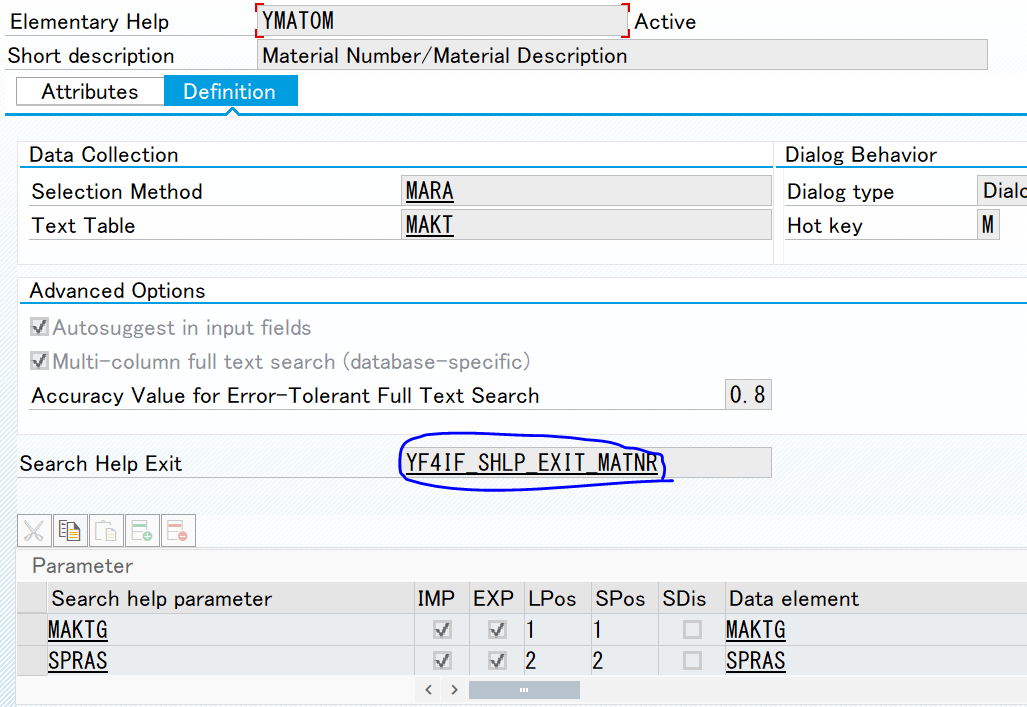 Elementary Help YMATOM Active
Short description Material Number/Material Description
Attributes Definition
Data Collection Dialog Behavior
Selection Method MARA Dialog type Dialo
Text Table MAKT Hot key M
Advanced Options
Autosuggest in input fields
Multi-column full text search (database-specific)
Accuracy Value for Error-Tolerant Full Text Search 0.8
Search Help Exit YF4IF_SHLP_EXIT_MATNR
Parameter
Search help parameter IMP EXP LPos SPos SDis Data element
MAKTG 1 1 MAKTG
SPRAS 2 2 SPRAS